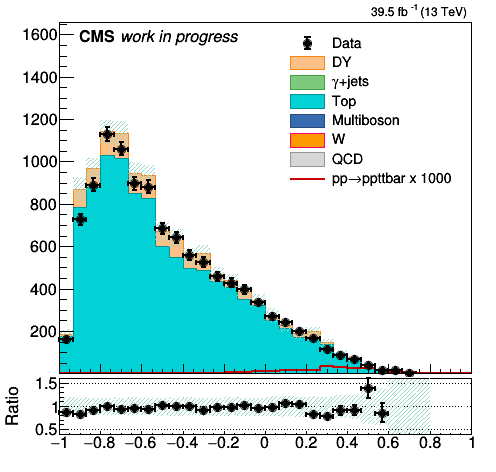 39.5 fb⁻¹ (13 TeV)
CMS work in progress
Data
DY
γ+jets
Top
Multiboson
W
QCD
pp→ppttbar x 1000
1600
1400
1200
1000
800
600
400
200
Ratio
1.5
1
0.5
−1 −0.8 −0.6 −0.4 −0.2 0 0.2 0.4 0.6 0.8 1